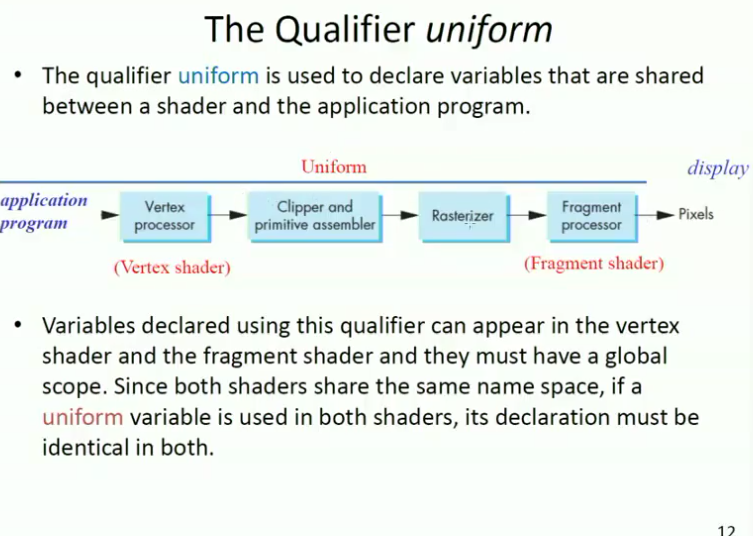 The Qualifier uniform
• The qualifier uniform is used to declare variables that are shared
between a shader and the application program.
Uniform
display
application
program
Vertex
processor
Clipper and
primitive assembler
Rasterizer
Fragment
processor
Pixels
(Vertex shader)
(Fragment shader)
• Variables declared using this qualifier can appear in the vertex
shader and the fragment shader and they must have a global
scope. Since both shaders share the same name space, if a
uniform variable is used in both shaders, its declaration must be
identical in both.
12